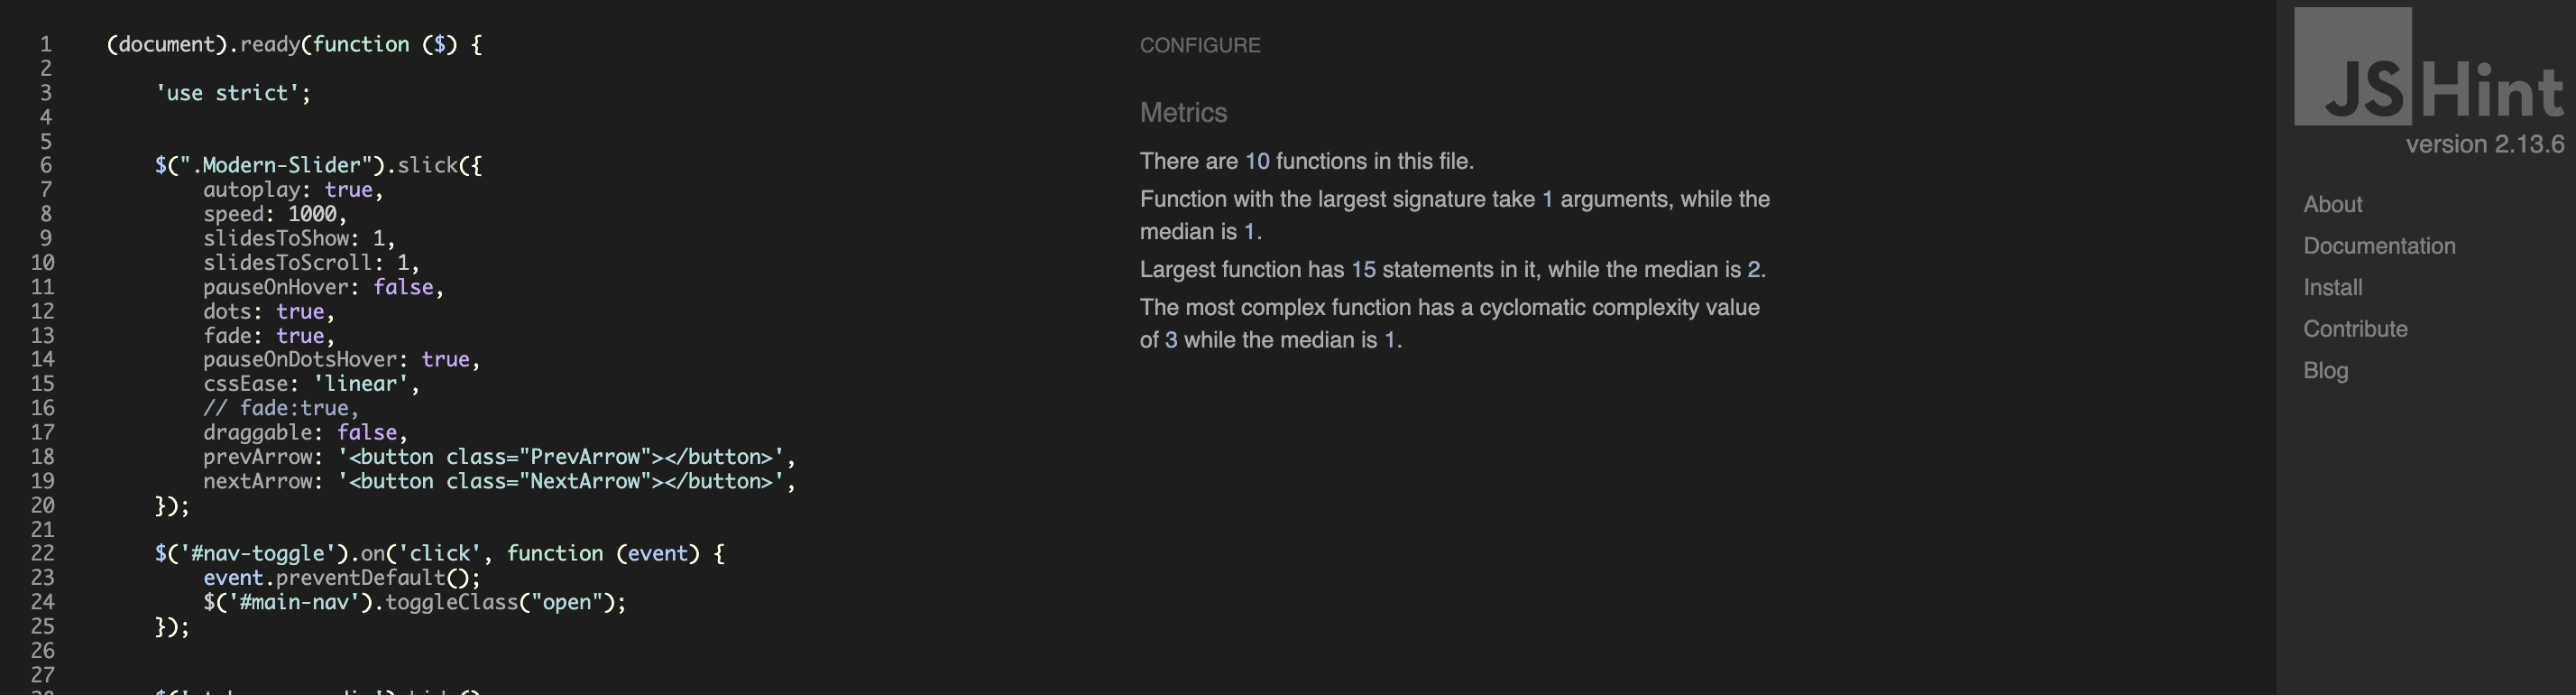 1 (document).ready(function ($) {
2
3 'use strict';
4
5
6 $(".Modern-Slider").slick({
7 autoplay: true,
8 speed: 1000,
9 slidesToShow: 1,
10 slidesToScroll: 1,
11 pauseOnHover: false,
12 dots: true,
13 fade: true,
14 pauseOnDotsHover: true,
15 cssEase: 'linear',
16 // fade:true,
17 draggable: false,
18 prevArrow: '<button class="PrevArrow"></button>',
19 nextArrow: '<button class="NextArrow"></button>',
20 });
21
22 $('#nav-toggle').on('click', function (event) {
23 event.preventDefault();
24 $('#main-nav').toggleClass("open");
25 });
26
27
CONFIGURE
Metrics
There are 10 functions in this file.
Function with the largest signature take 1 arguments, while the
median is 1.
Largest function has 15 statements in it, while the median is 2.
The most complex function has a cyclomatic complexity value
of 3 while the median is 1.
JSHint
version 2.13.6
About
Documentation
Install
Contribute
Blog